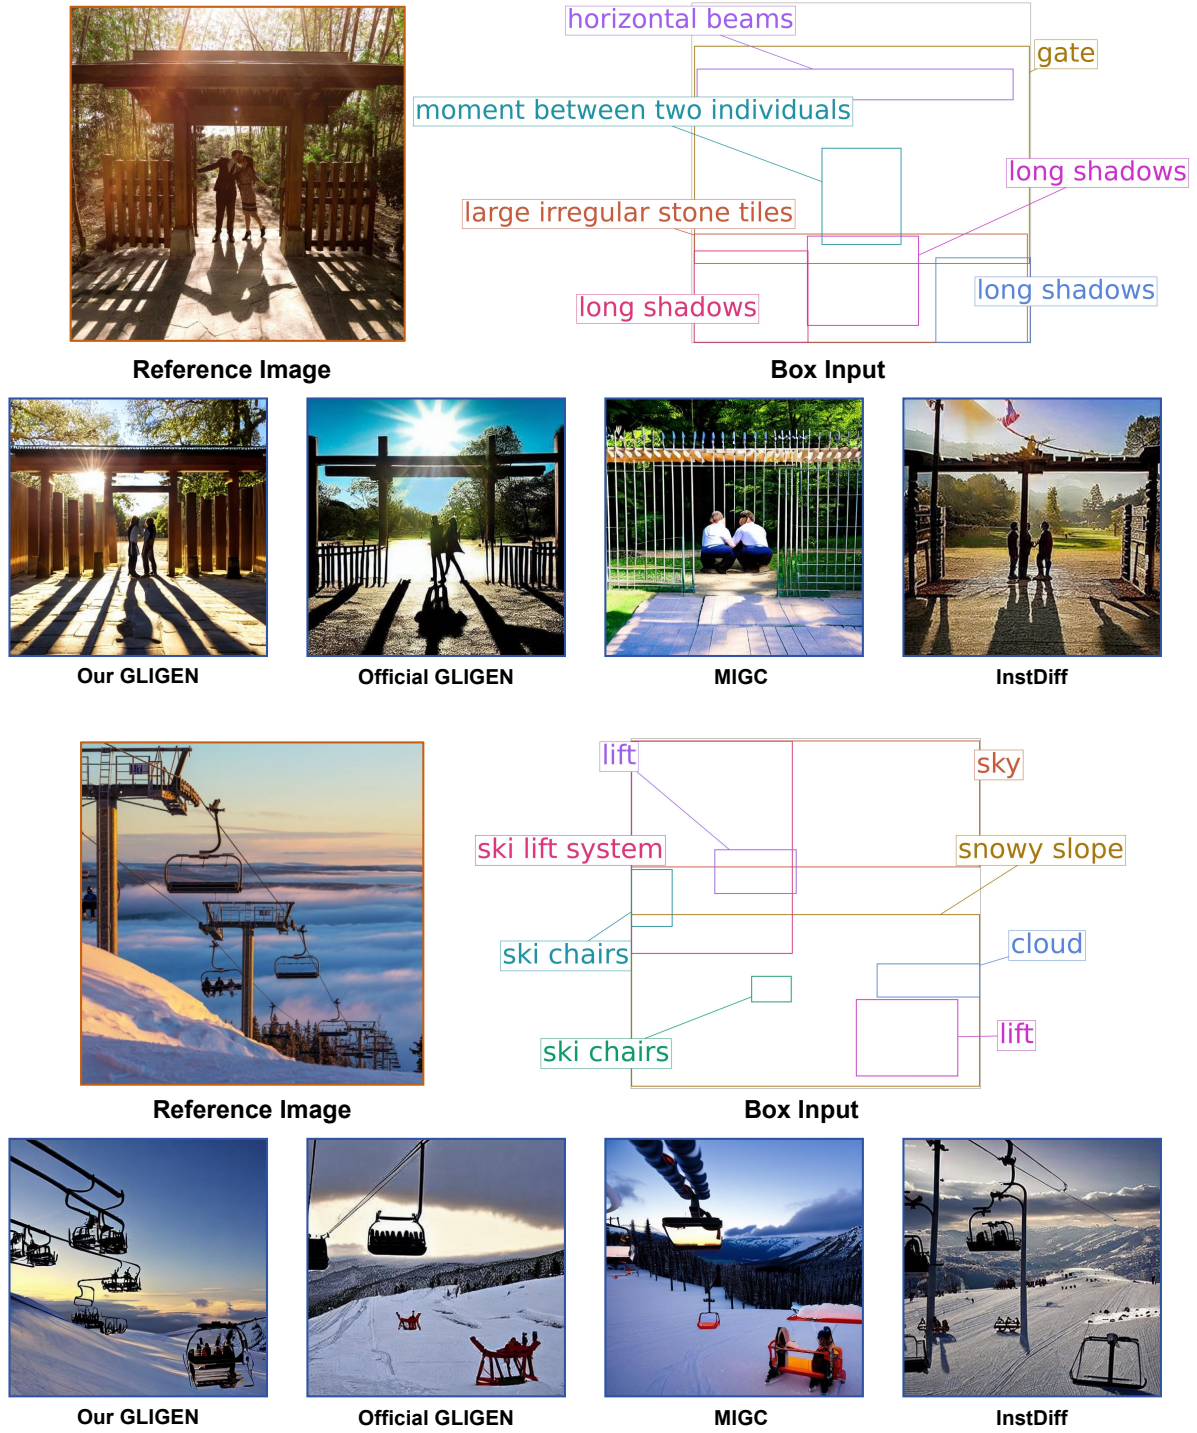 horizontal beams
gate
moment between two individuals
long shadows
large irregular stone tiles
long shadows
long shadows
Reference Image
Box Input
Our GLIGEN
Official GLIGEN
MIGC
InstDiff
lift
sky
ski lift system
snowy slope
cloud
ski chairs
lift
ski chairs
Reference Image
Box Input
Our GLIGEN
Official GLIGEN
MIGC
InstDiff